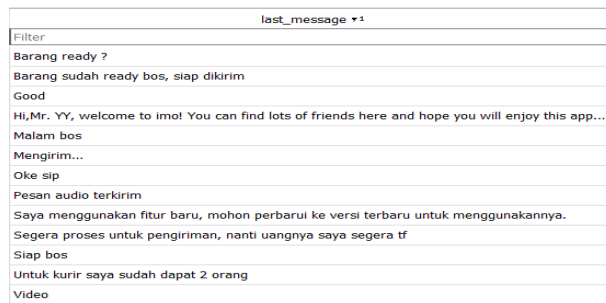 last_message ▾1
Filter
Barang ready ?
Barang sudah ready bos, siap dikirim
Good
Hi,Mr. YY, welcome to imo! You can find lots of friends here and hope you will enjoy this app...
Malam bos
Mengirim...
Oke sip
Pesan audio terkirim
Saya menggunakan fitur baru, mohon perbarui ke versi terbaru untuk menggunakannya.
Segera proses untuk pengiriman, nanti uangnya saya segera tf
Siap bos
Untuk kurir saya sudah dapat 2 orang
Video